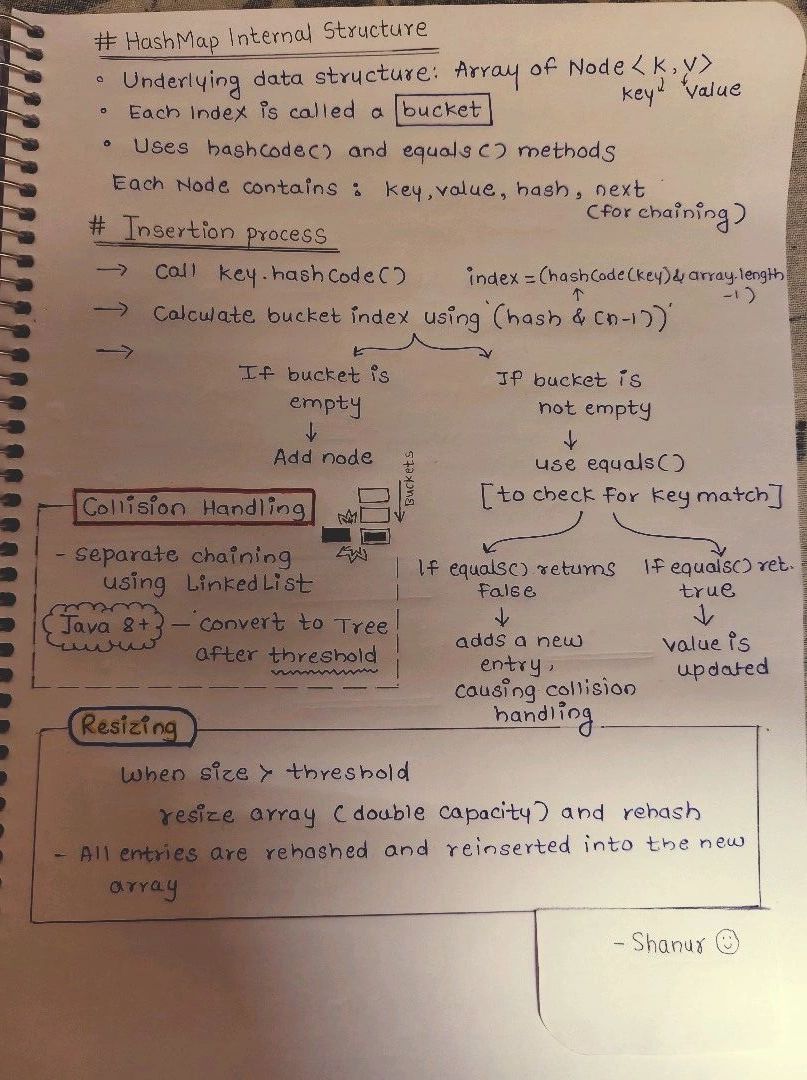 # HashMap Internal Structure
◦ Underlying data structure: Array of Node <K,V>
key value
◦ Each Index is called a bucket
• Uses hashcode() and equals() methods
Each Node contains : key, value, hash, next
(for chaining)
# Insertion process
→ Call key.hashCode()
index = (hashCode(key) & array.length
-1)
→ Calculate bucket index using '(hash & (n-1))'
→
If bucket is
empty
↓
Add node
If bucket is
not empty
↓
use equals()
[to check for key match]
If equals() returns
false
↓
adds a new
entry,
causing collision
handling
If equals() ret.
true
↓
value is
updated
Buckets
Collision Handling
- separate chaining
using LinkedList
Java 8+ – convert to Tree
after threshold
Resizing
When size > threshold
resize array (double capacity) and rehash
- All entries are rehashed and reinserted into the new
array
- Shanur ☺